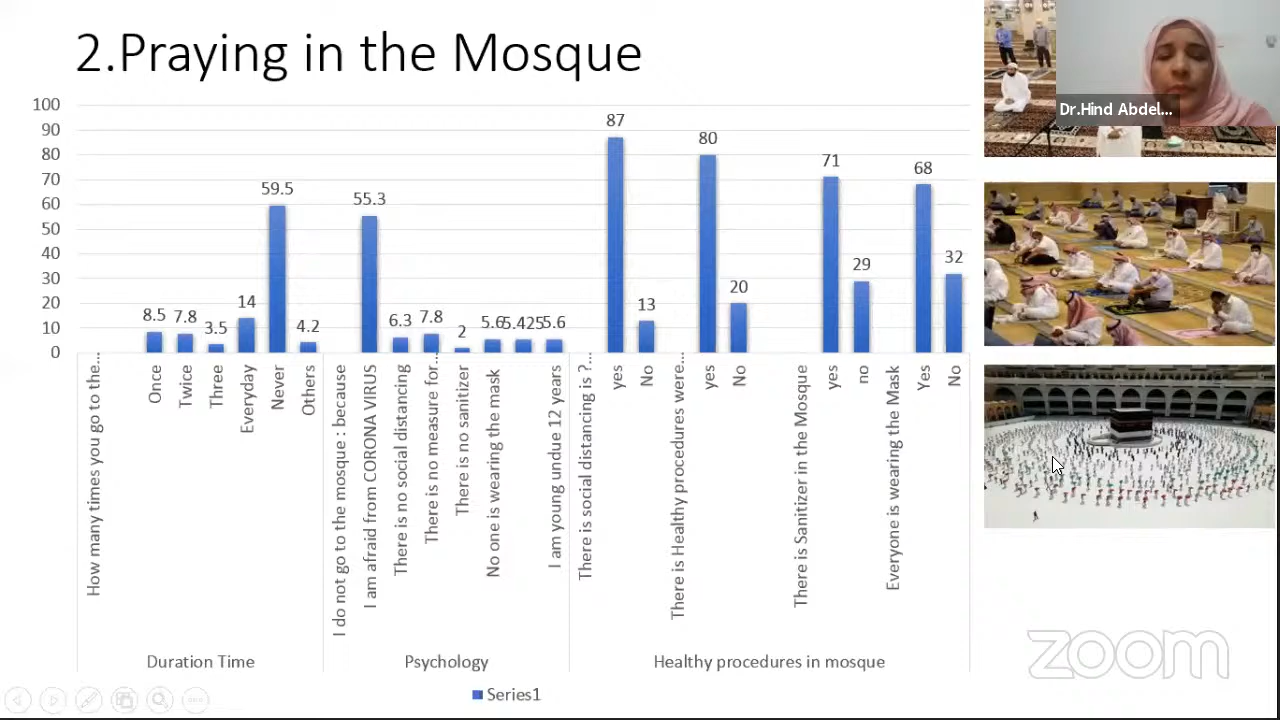 2.Praying in the Mosque
Dr.Hind Abdel...
100
90
80
70
60
50
40
30
20
10
0
8.5
7.8
3.5
14
59.5
4.2
55.3
6.3
7.8
2
5.6
5.425
5.6
87
13
80
20
71
29
68
32
How many times you go to the...
Once
Twice
Three
Everyday
Never
Others
I do not go to the mosque : because
I am afraid from CORONA VIRUS
There is no social distancing
There is no measure for...
There is no sanitizer
No one is wearing the mask
I am young undue 12 years
There is social distancing is ?...
yes
No
There is Healthy procedures were...
yes
No
There is Sanitizer in the Mosque
yes
no
Everyone is wearing the Mask
Yes
No
Duration Time
Psychology
Healthy procedures in mosque
Series1
zoom